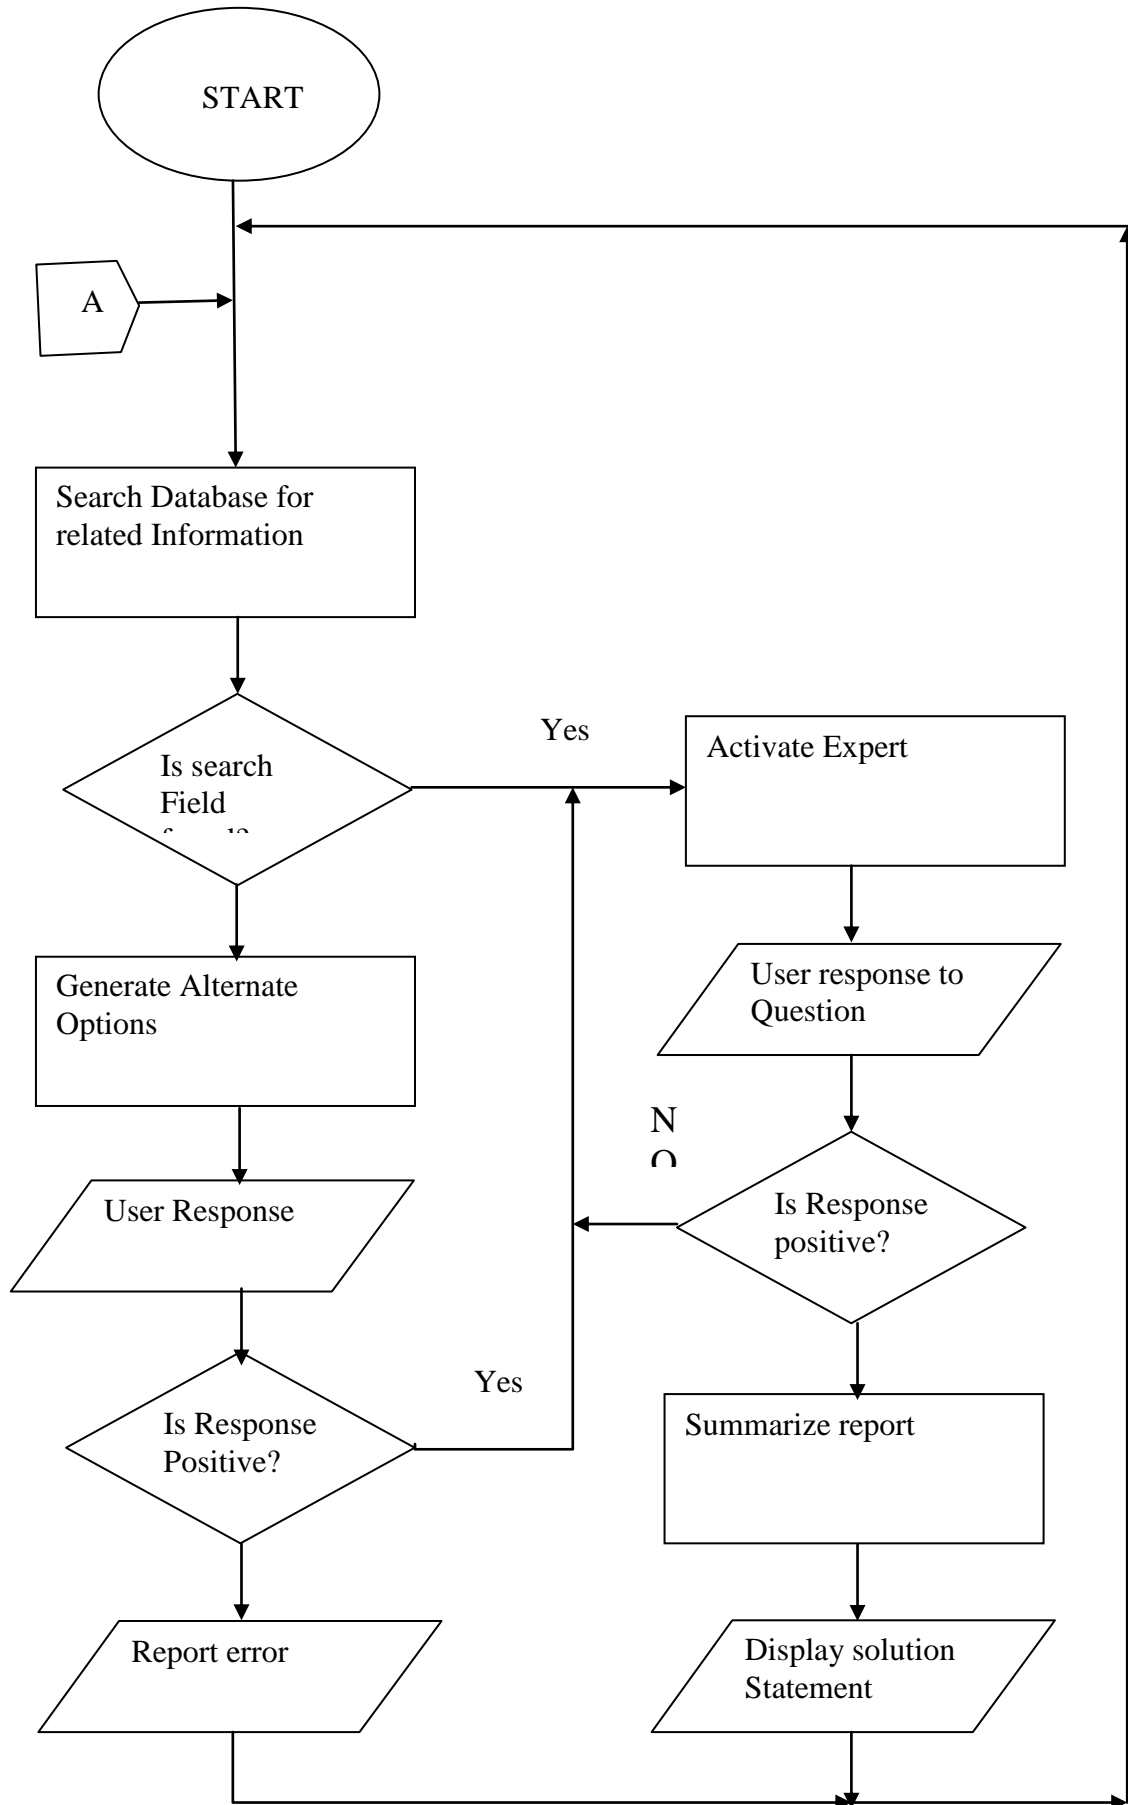 START
A
Search Database for
related Information
Yes
Is search
Field
Activate Expert
Generate Alternate
Options
User response to
Question
N
O
User Response
Is Response
positive?
Yes
Is Response
Positive?
Summarize report
Report error
Display solution
Statement